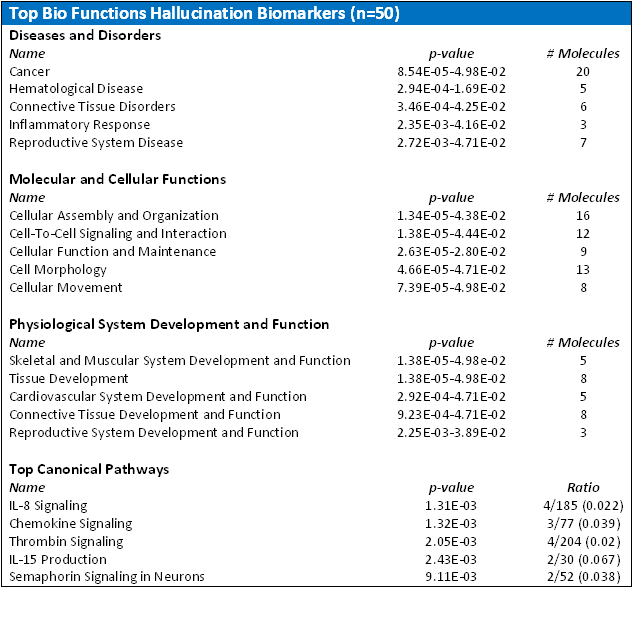 Top Bio Functions Hallucination Biomarkers (n=50)
Diseases and Disorders
Name p-value # Molecules
Cancer 8.54E-05-4.98E-02 20
Hematological Disease 2.94E-04-1.69E-02 5
Connective Tissue Disorders 3.46E-04-4.25E-02 6
Inflammatory Response 2.35E-03-4.16E-02 3
Reproductive System Disease 2.72E-03-4.71E-02 7
Molecular and Cellular Functions
Name p-value # Molecules
Cellular Assembly and Organization 1.34E-05-4.38E-02 16
Cell-To-Cell Signaling and Interaction 1.38E-05-4.44E-02 12
Cellular Function and Maintenance 2.63E-05-2.80E-02 9
Cell Morphology 4.66E-05-4.71E-02 13
Cellular Movement 7.39E-05-4.98E-02 8
Physiological System Development and Function
Name p-value # Molecules
Skeletal and Muscular System Development and Function 1.38E-05-4.98e-02 5
Tissue Development 1.38E-05-4.98E-02 8
Cardiovascular System Development and Function 2.92E-04-4.71E-02 5
Connective Tissue Development and Function 9.23E-04-4.71E-02 8
Reproductive System Development and Function 2.25E-03-3.89E-02 3
Top Canonical Pathways
Name p-value Ratio
IL-8 Signaling 1.31E-03 4/185 (0.022)
Chemokine Signaling 1.32E-03 3/77 (0.039)
Thrombin Signaling 2.05E-03 4/204 (0.02)
IL-15 Production 2.43E-03 2/30 (0.067)
Semaphorin Signaling in Neurons 9.11E-03 2/52 (0.038)